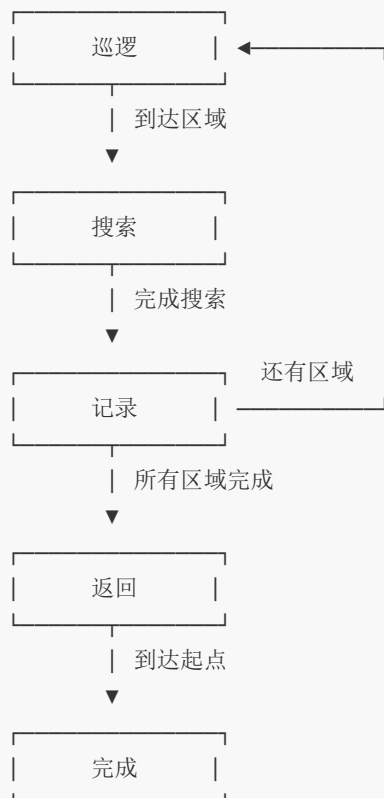 巡逻
到达区域
搜索
完成搜索
还有区域
记录
所有区域完成
返回
到达起点
完成